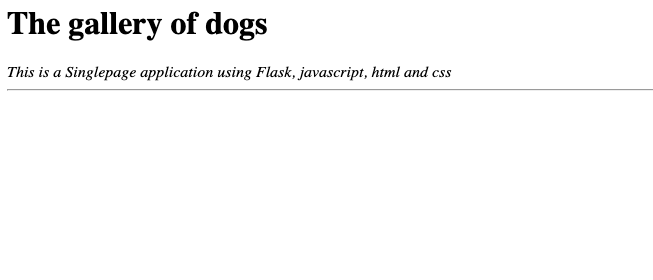 The gallery of dogs
This is a Singlepage application using Flask, javascript, html and css